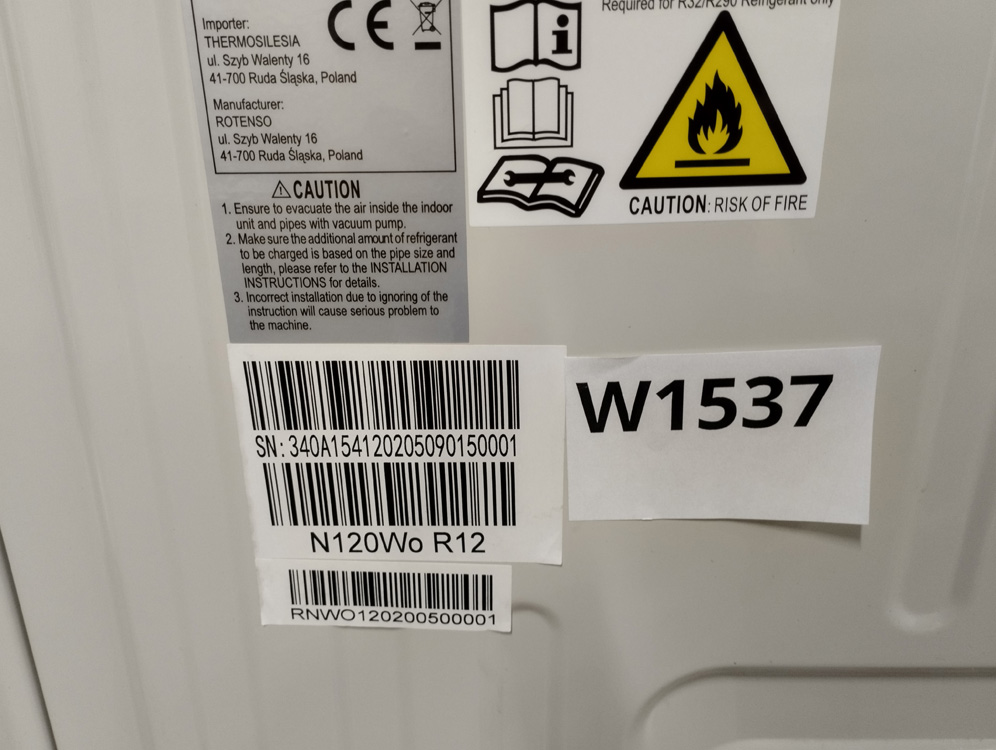 Importer:
THERMOSILESIA
ul. Szyb Walenty 16
41-700 Ruda Śląska, Poland
Manufacturer:
ROTENSO
ul. Szyb Walenty 16
41-700 Ruda Śląska, Poland
CE
⚠CAUTION
1. Ensure to evacuate the air inside the indoor
unit and pipes with vacuum pump.
2. Make sure the additional amount of refrigerant
to be charged is based on the pipe size and
length, please refer to the INSTALLATION
INSTRUCTIONS for details.
3. Incorrect installation due to ignoring of the
instruction will cause serious problem to
the machine.
Required for R32/R290 Refrigerant only
CAUTION: RISK OF FIRE
SN: 340A154120205090150001
N120Wo R12
RNWO120200500001
W1537